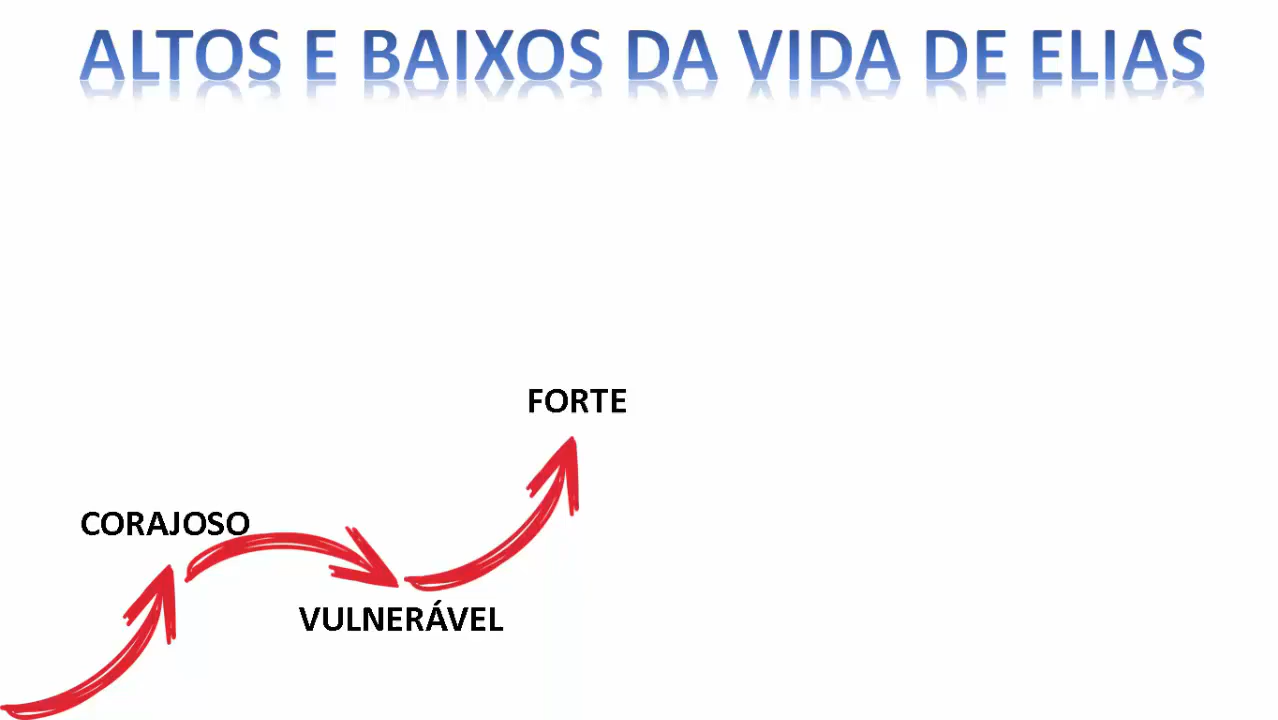 ALTOS E BAIXOS DA VIDA DE ELIAS
FORTE
CORAJOSO
VULNERÁVEL